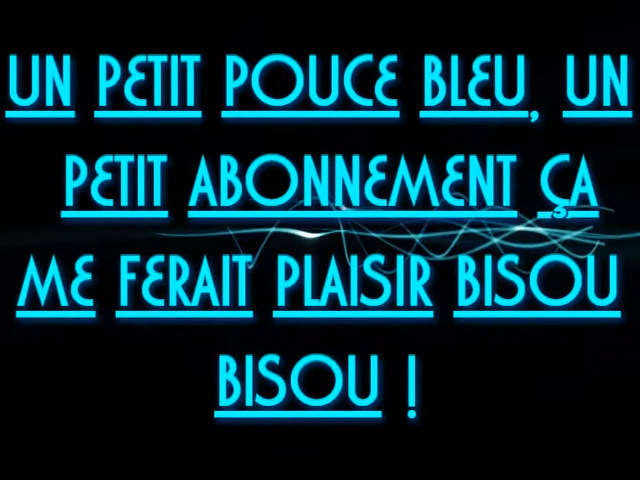 UN PETIT POUCE BLEU, UN
PETIT ABONNEMENT ÇA
ME FERAIT PLAISIR BISOU
BISOU !